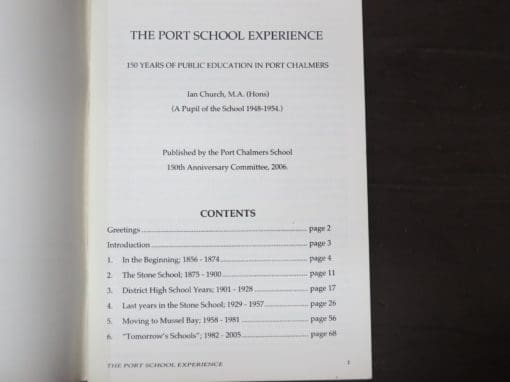 THE PORT SCHOOL EXPERIENCE
150 YEARS OF PUBLIC EDUCATION IN PORT CHALMERS
Ian Church, M.A. (Hons)
(A Pupil of the School 1948-1954.)
Published by the Port Chalmers School
150th Anniversary Committee, 2006.
CONTENTS
Greetings page 2
Introduction page 3
1. In the Beginning; 1856 - 1874 page 4
2. The Stone School; 1875 - 1900 page 11
3. District High School Years; 1901 - 1928 page 17
4. Last years in the Stone School; 1929 - 1957 page 26
5. Moving to Mussel Bay; 1958 - 1981 page 56
6. "Tomorrow's Schools"; 1982 - 2005 page 68
THE PORT SCHOOL EXPERIENCE 1